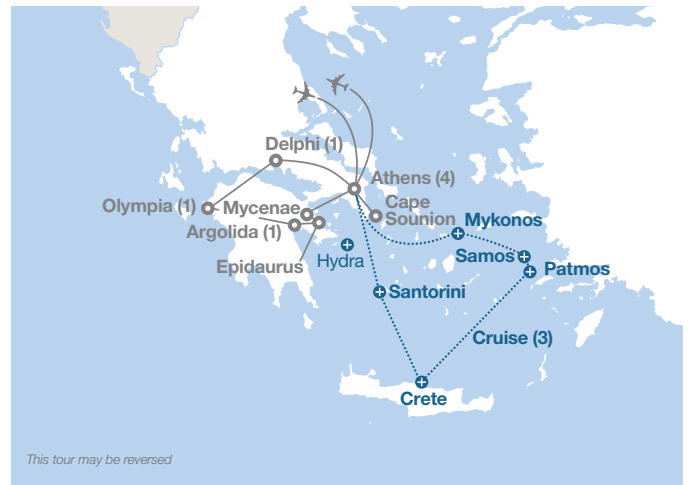 Delphi (1)
Athens (4)
Olympia (1)
Mycenae
Cape
Sounion
Argolida (1)
Mykonos
Hydra
Samos
Epidaurus
Patmos
Santorini
Cruise (3)
Crete
This tour may be reversed